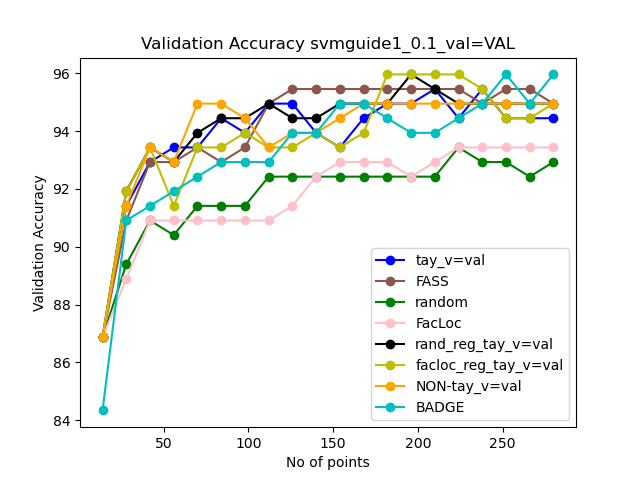 Validation Accuracy svmguide1_0.1_val=VAL
Validation Accuracy
96
94
92
90
88
86
84
50
100
150
200
250
No of points
tay_v=val
FASS
random
FacLoc
rand_reg_tay_v=val
facloc_reg_tay_v=val
NON-tay_v=val
BADGE